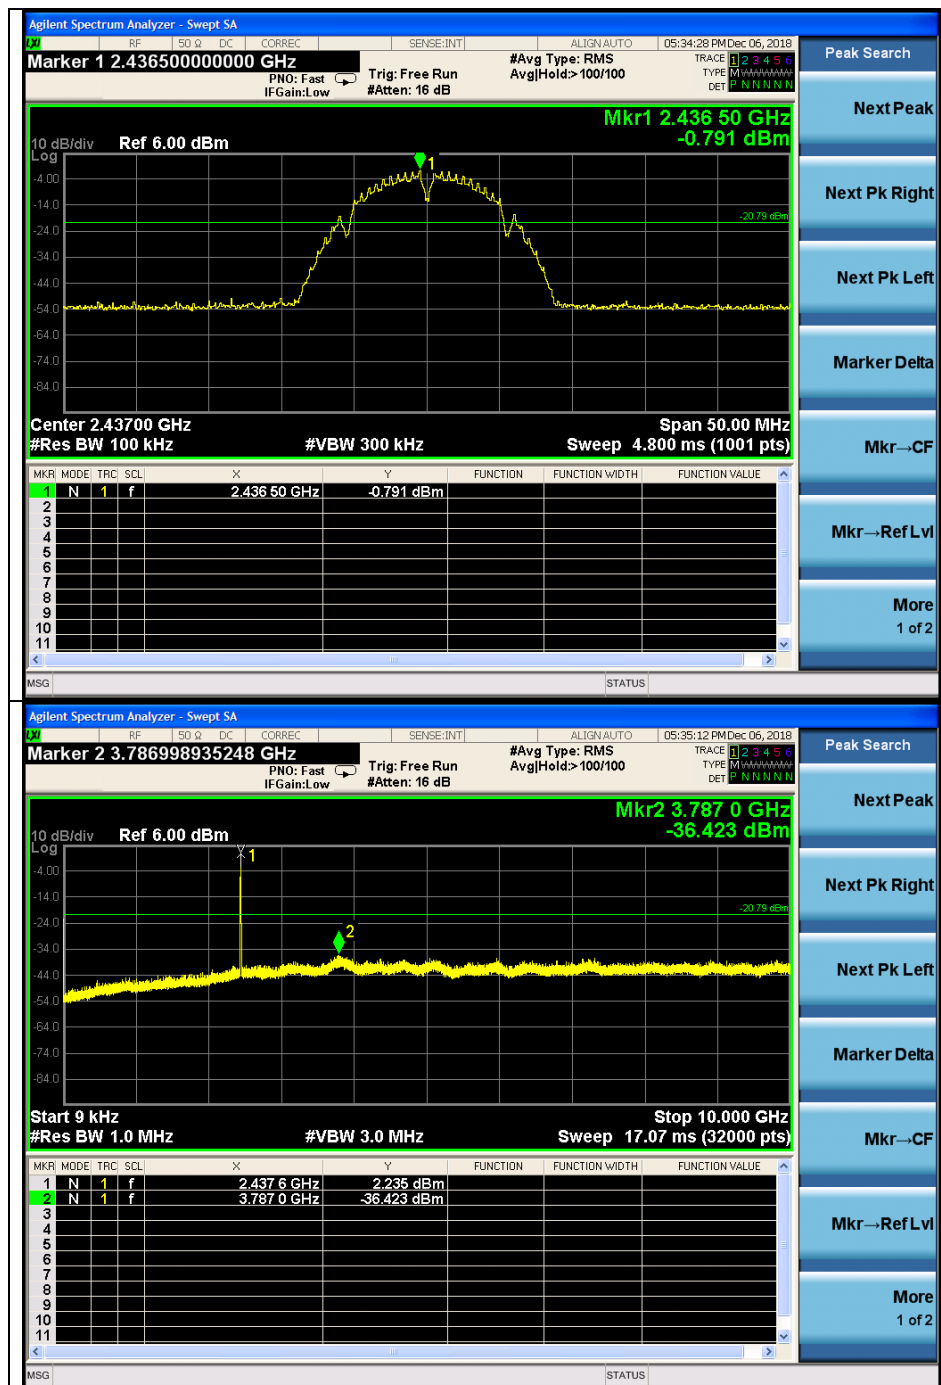 Agilent Spectrum Analyzer - Swept SA
LXI RF 50 Ω DC CORREC SENSE:INT ALIGN AUTO 05:34:28 PM Dec 06, 2018
Marker 1 2.436500000000 GHz
PNO: Fast
IFGain:Low
Trig: Free Run
#Atten: 16 dB
#Avg Type: RMS
Avg|Hold:> 100/100
TRACE 1 2 3 4 5 6
TYPE M WWWWW
DET P N N N N N
Mkr1 2.436 50 GHz
-0.791 dBm
10 dB/div Ref 6.00 dBm
Log
1
-4.00
-14.0
-20.79 dBm
-24.0
-34.0
-44.0
-54.0
-64.0
-74.0
-84.0
Center 2.43700 GHz Span 50.00 MHz
#Res BW 100 kHz #VBW 300 kHz Sweep 4.800 ms (1001 pts)
MKR MODE TRC SCL X Y FUNCTION FUNCTION WIDTH FUNCTION VALUE
1 N 1 f 2.436 50 GHz -0.791 dBm
2
3
4
5
6
7
8
9
10
11
MSG STATUS
Peak Search
Next Peak
Next Pk Right
Next Pk Left
Marker Delta
Mkr→CF
Mkr→Ref Lvl
More
1 of 2
Agilent Spectrum Analyzer - Swept SA
LXI RF 50 Ω DC CORREC SENSE:INT ALIGN AUTO 05:35:12 PM Dec 06, 2018
Marker 2 3.786998935248 GHz
PNO: Fast
IFGain:Low
Trig: Free Run
#Atten: 16 dB
#Avg Type: RMS
Avg|Hold:> 100/100
TRACE 1 2 3 4 5 6
TYPE M WWWWW
DET P N N N N N
Mkr2 3.787 0 GHz
-36.423 dBm
10 dB/div Ref 6.00 dBm
Log
1
-4.00
-14.0
-20.79 dBm
-24.0
2
-34.0
-44.0
-54.0
-64.0
-74.0
-84.0
Start 9 kHz Stop 10.000 GHz
#Res BW 1.0 MHz #VBW 3.0 MHz Sweep 17.07 ms (32000 pts)
MKR MODE TRC SCL X Y FUNCTION FUNCTION WIDTH FUNCTION VALUE
1 N 1 f 2.437 6 GHz 2.235 dBm
2 N 1 f 3.787 0 GHz -36.423 dBm
3
4
5
6
7
8
9
10
11
MSG STATUS
Peak Search
Next Peak
Next Pk Right
Next Pk Left
Marker Delta
Mkr→CF
Mkr→Ref Lvl
More
1 of 2